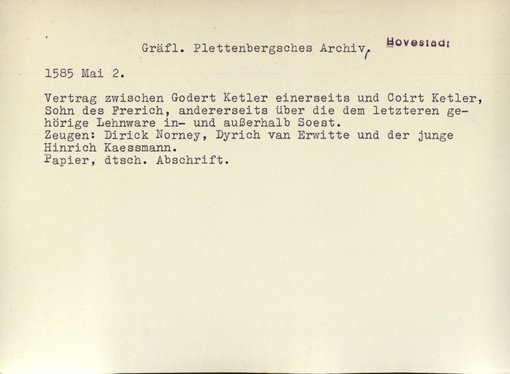 Gräfl. Plettenbergsches Archiv, Hovestadt
1585 Mai 2.
Vertrag zwischen Godert Ketler einerseits und Coirt Ketler,
Sohn des Frerich, andererseits über die dem letzteren ge-
hörige Lehnware in- und außerhalb Soest.
Zeugen: Dirick Norney, Dyrich van Erwitte und der junge
Hinrich Kaessmann.
Papier, dtsch. Abschrift.